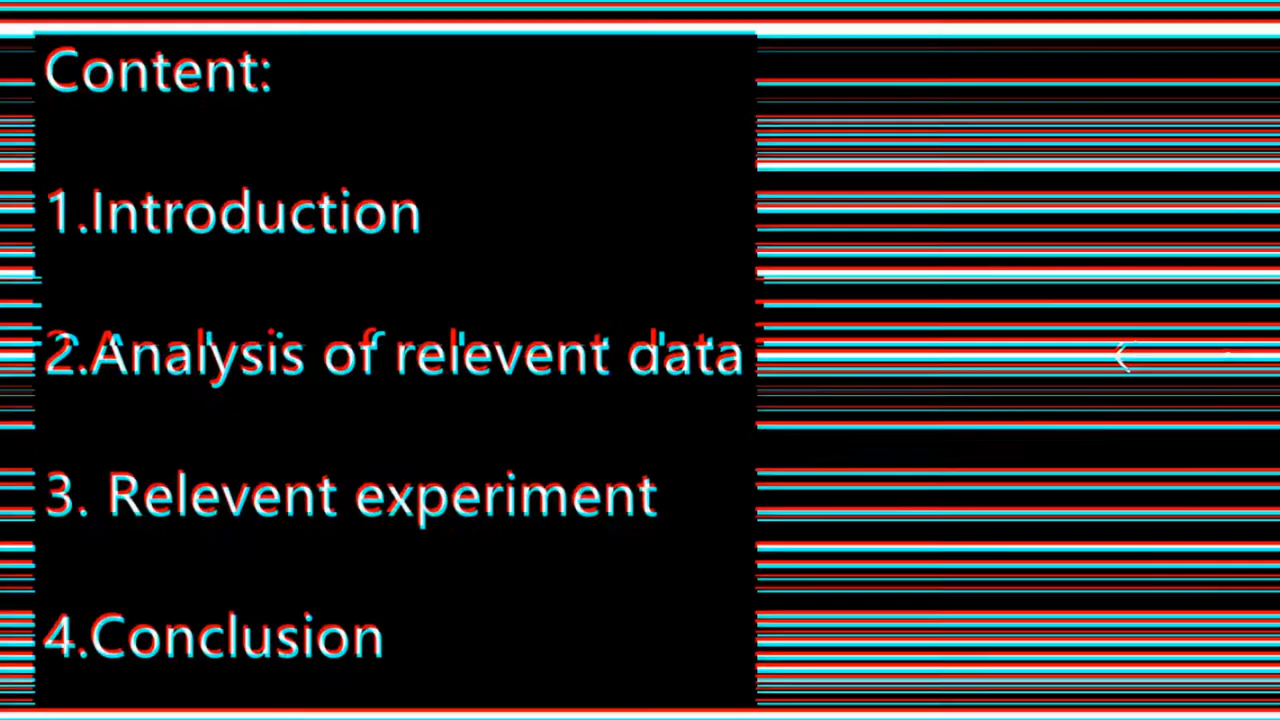 Content:
1.Introduction
2.Analysis of relevent data
3. Relevent experiment
4.Conclusion